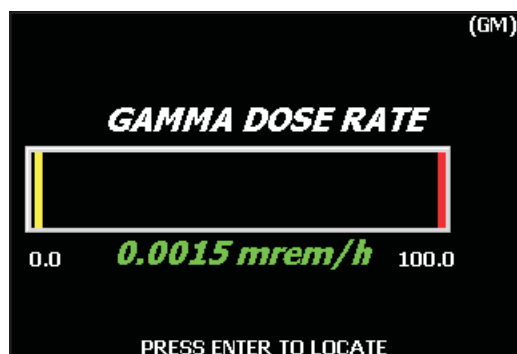 (GM)
GAMMA DOSE RATE
0.0 0.0015 mrem/h 100.0
PRESS ENTER TO LOCATE